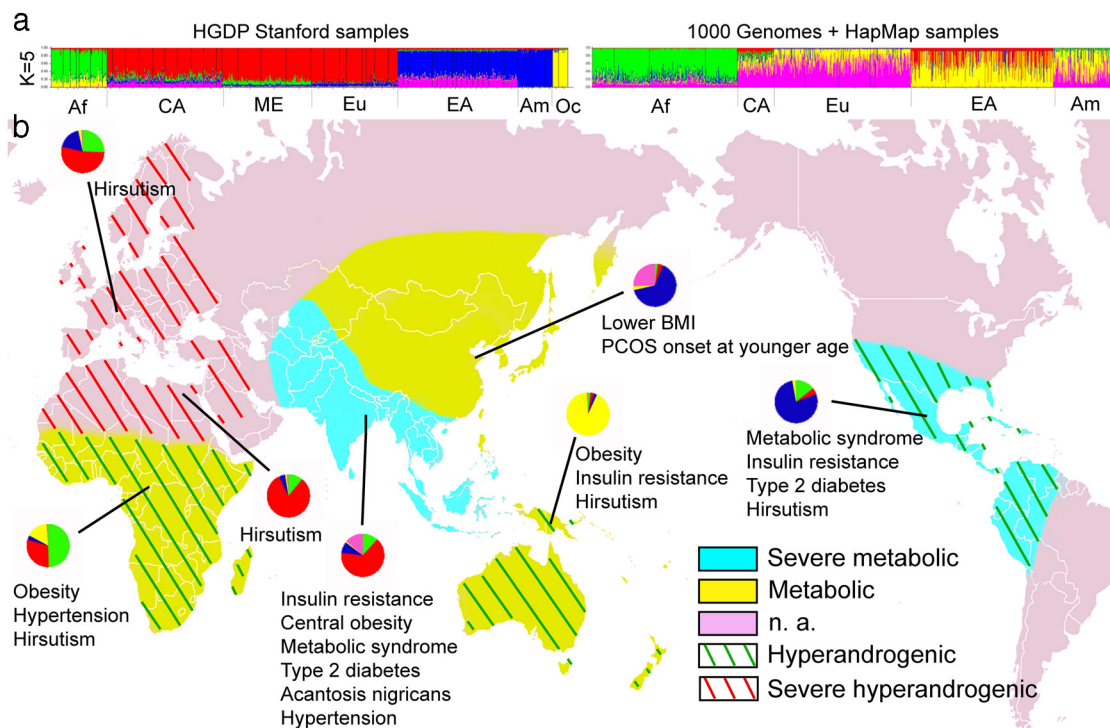 a
HGDP Stanford samples
1000 Genomes + HapMap samples
K=5
Af CA ME Eu EA Am Oc
Af CA Eu EA Am
b
Hirsutism
Lower BMI
PCOS onset at younger age
Obesity
Insulin resistance
Hirsutism
Metabolic syndrome
Insulin resistance
Type 2 diabetes
Hirsutism
Hirsutism
Obesity
Hypertension
Hirsutism
Insulin resistance
Central obesity
Metabolic syndrome
Type 2 diabetes
Acantosis nigricans
Hypertension
Severe metabolic
Metabolic
n. a.
Hyperandrogenic
Severe hyperandrogenic